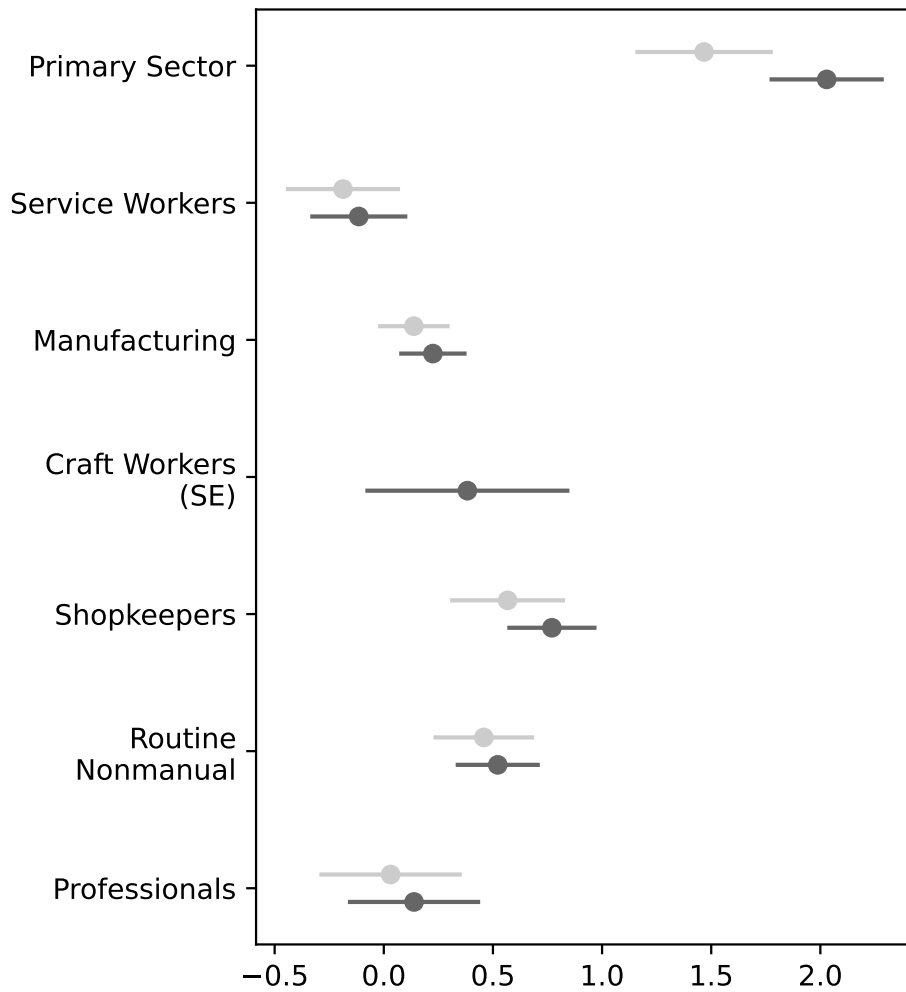 Primary Sector
Service Workers
Manufacturing
Craft Workers
(SE)
Shopkeepers
Routine
Nonmanual
Professionals
−0.5 0.0 0.5 1.0 1.5 2.0